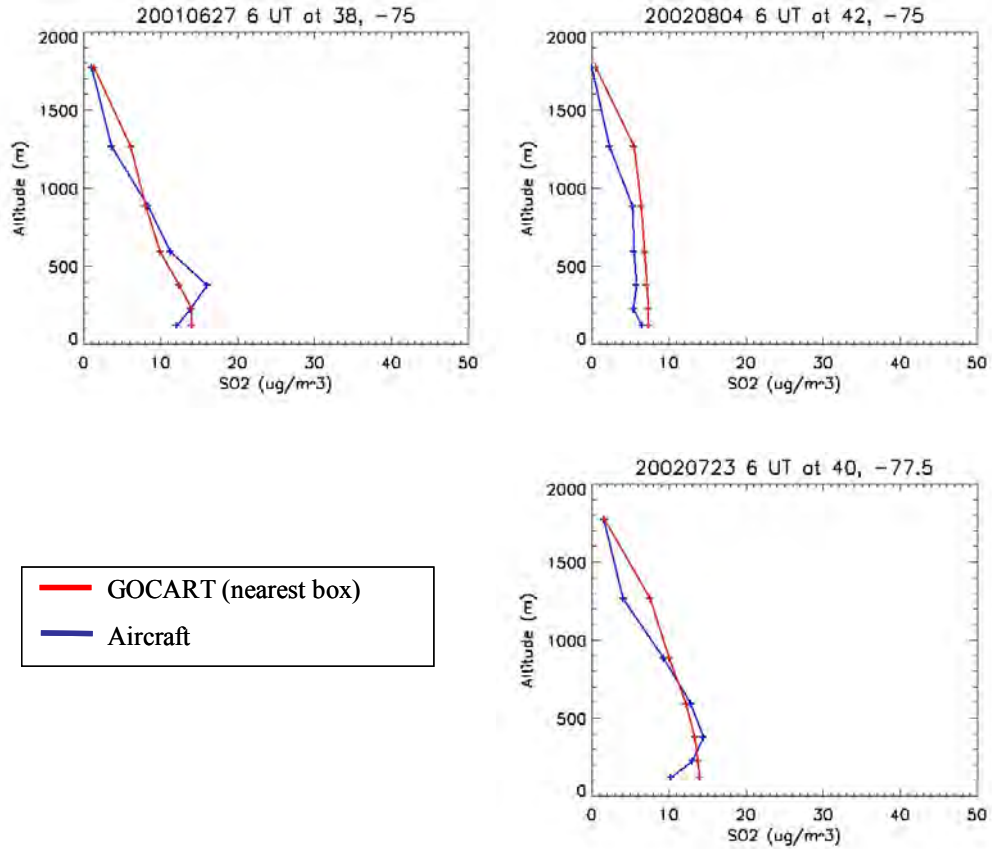 20010627 6 UT at 38, -75
2000
1500
1000
500
0
Altitude (m)
0 10 20 30 40 50
SO2 (ug/m^3)
20020804 6 UT at 42, -75
2000
1500
1000
500
0
Altitude (m)
0 10 20 30 40 50
SO2 (ug/m^3)
GOCART (nearest box)
Aircraft
20020723 6 UT at 40, -77.5
2000
1500
1000
500
0
Altitude (m)
0 10 20 30 40 50
SO2 (ug/m^3)